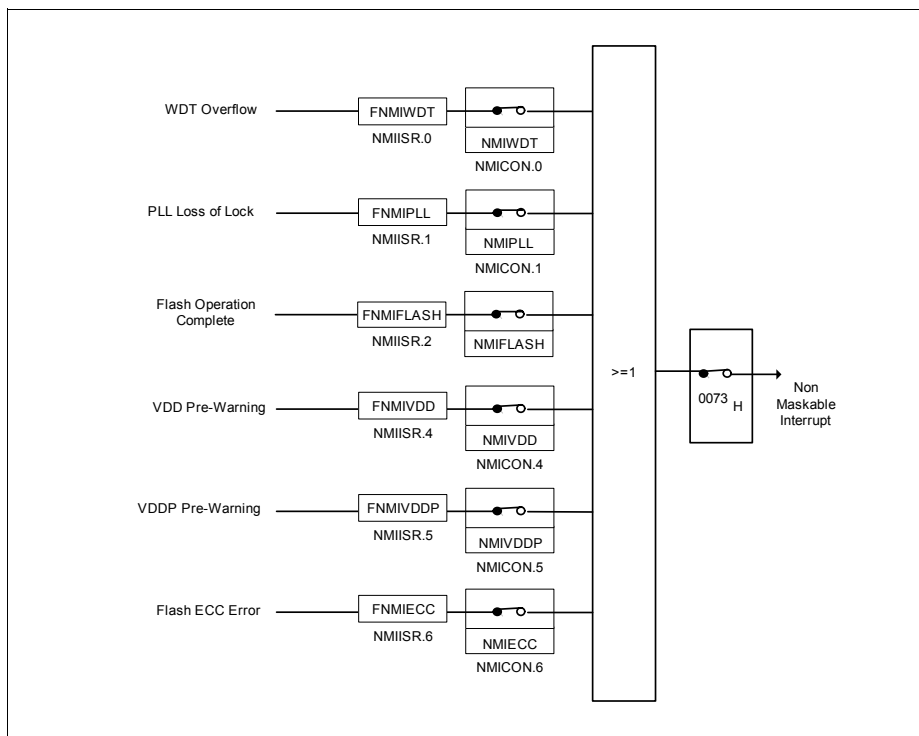 WDT Overflow
FNMIWDT
NMIISR.0
NMIWDT
NMICON.0
PLL Loss of Lock
FNMIPLL
NMIISR.1
NMIPLL
NMICON.1
Flash Operation
Complete
FNMIFLASH
NMIISR.2
NMIFLASH
>=1
0073 H
Non
Maskable
Interrupt
VDD Pre-Warning
FNMIVDD
NMIISR.4
NMIVDD
NMICON.4
VDDP Pre-Warning
FNMIVDDP
NMIISR.5
NMIVDDP
NMICON.5
Flash ECC Error
FNMIECC
NMIISR.6
NMIECC
NMICON.6